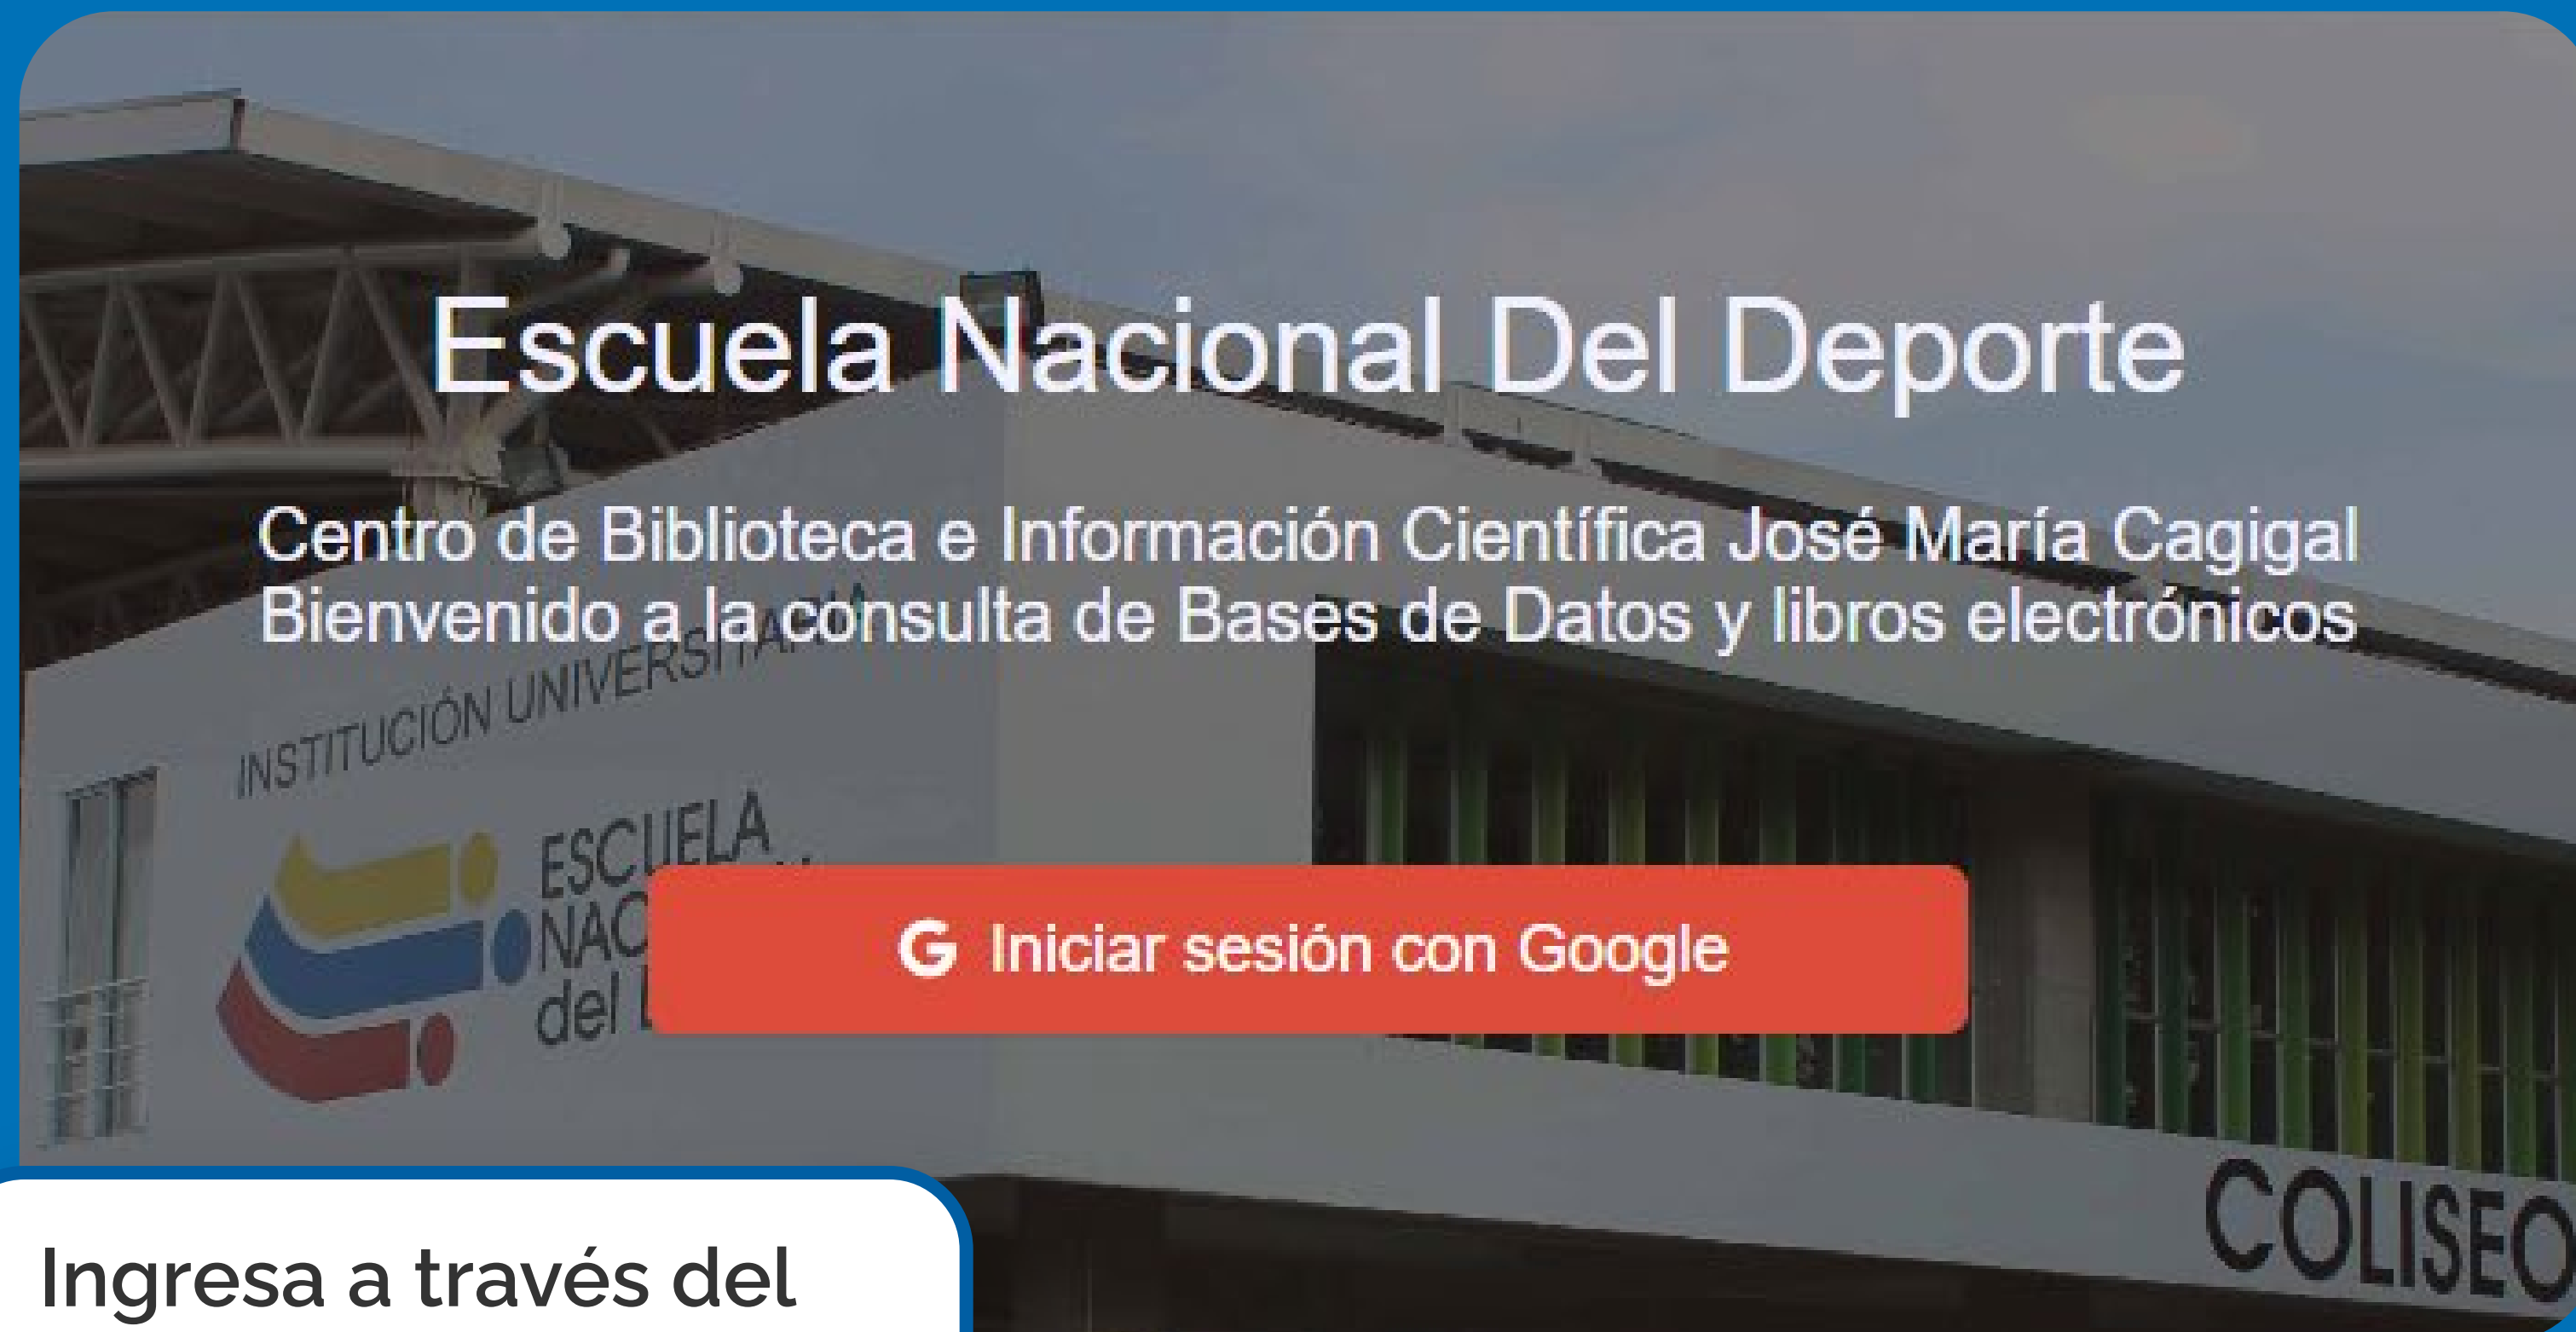 Escuela Nacional Del Deporte
Centro de Biblioteca e Información Científica José María Cagigal
Bienvenido a la consulta de Bases de Datos y libros electrónicos
INSTITUCIÓN UNIVERSITARIA
ESCUELA
del
G Iniciar sesión con Google
COLISEO
Ingresa a través del